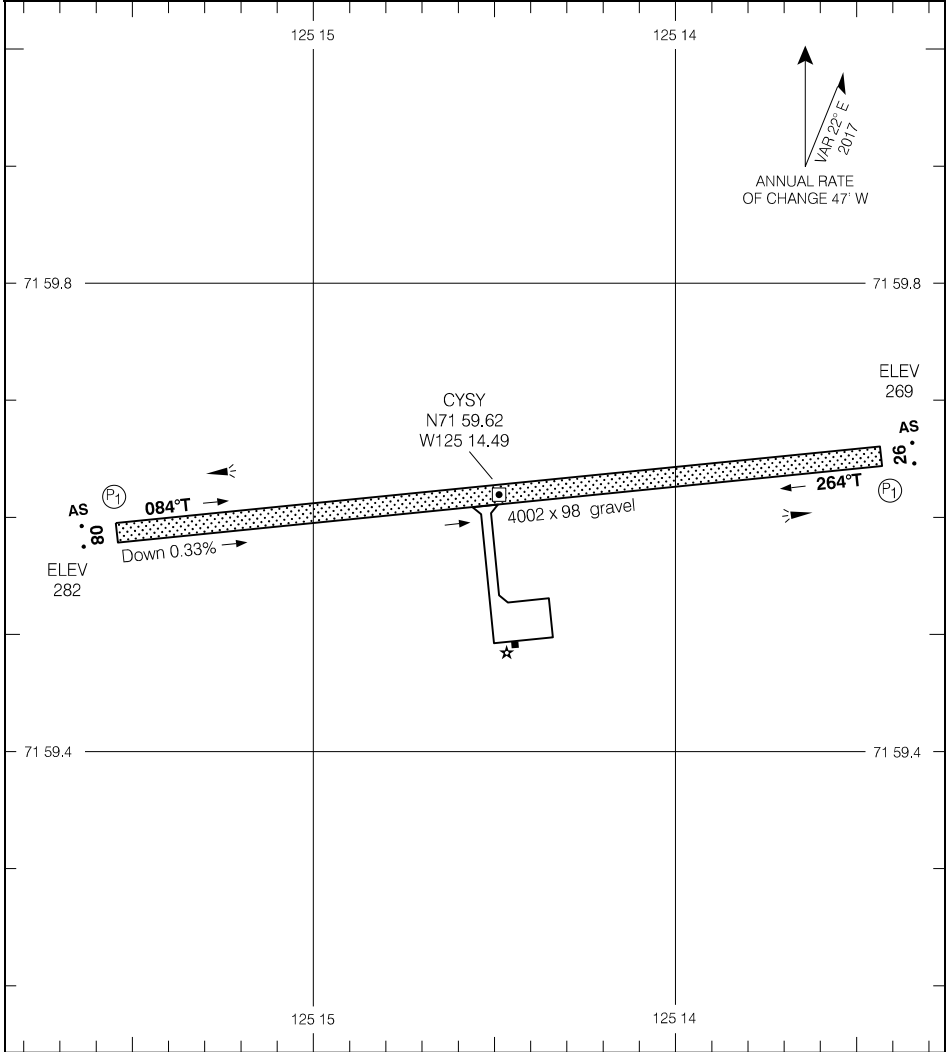 125 15
125 14
VAR 22° E
2017
ANNUAL RATE
OF CHANGE 47' W
71 59.8
71 59.8
ELEV
269
CYSY
N71 59.62
W125 14.49
AS
26
264°T
P1
AS
P1
084°T
08
4002 x 98 gravel
Down 0.33%
ELEV
282
71 59.4
71 59.4
125 15
125 14